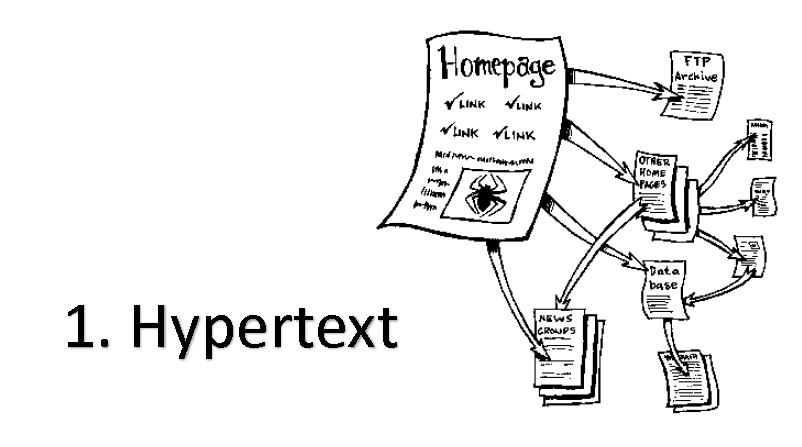 Homepage
✓LINK ✓LINK
✓LINK ✓LINK
FTP
Archive
OTHER
HOME
PAGES
Data
base
NEWS
GROUPS
1. Hypertext